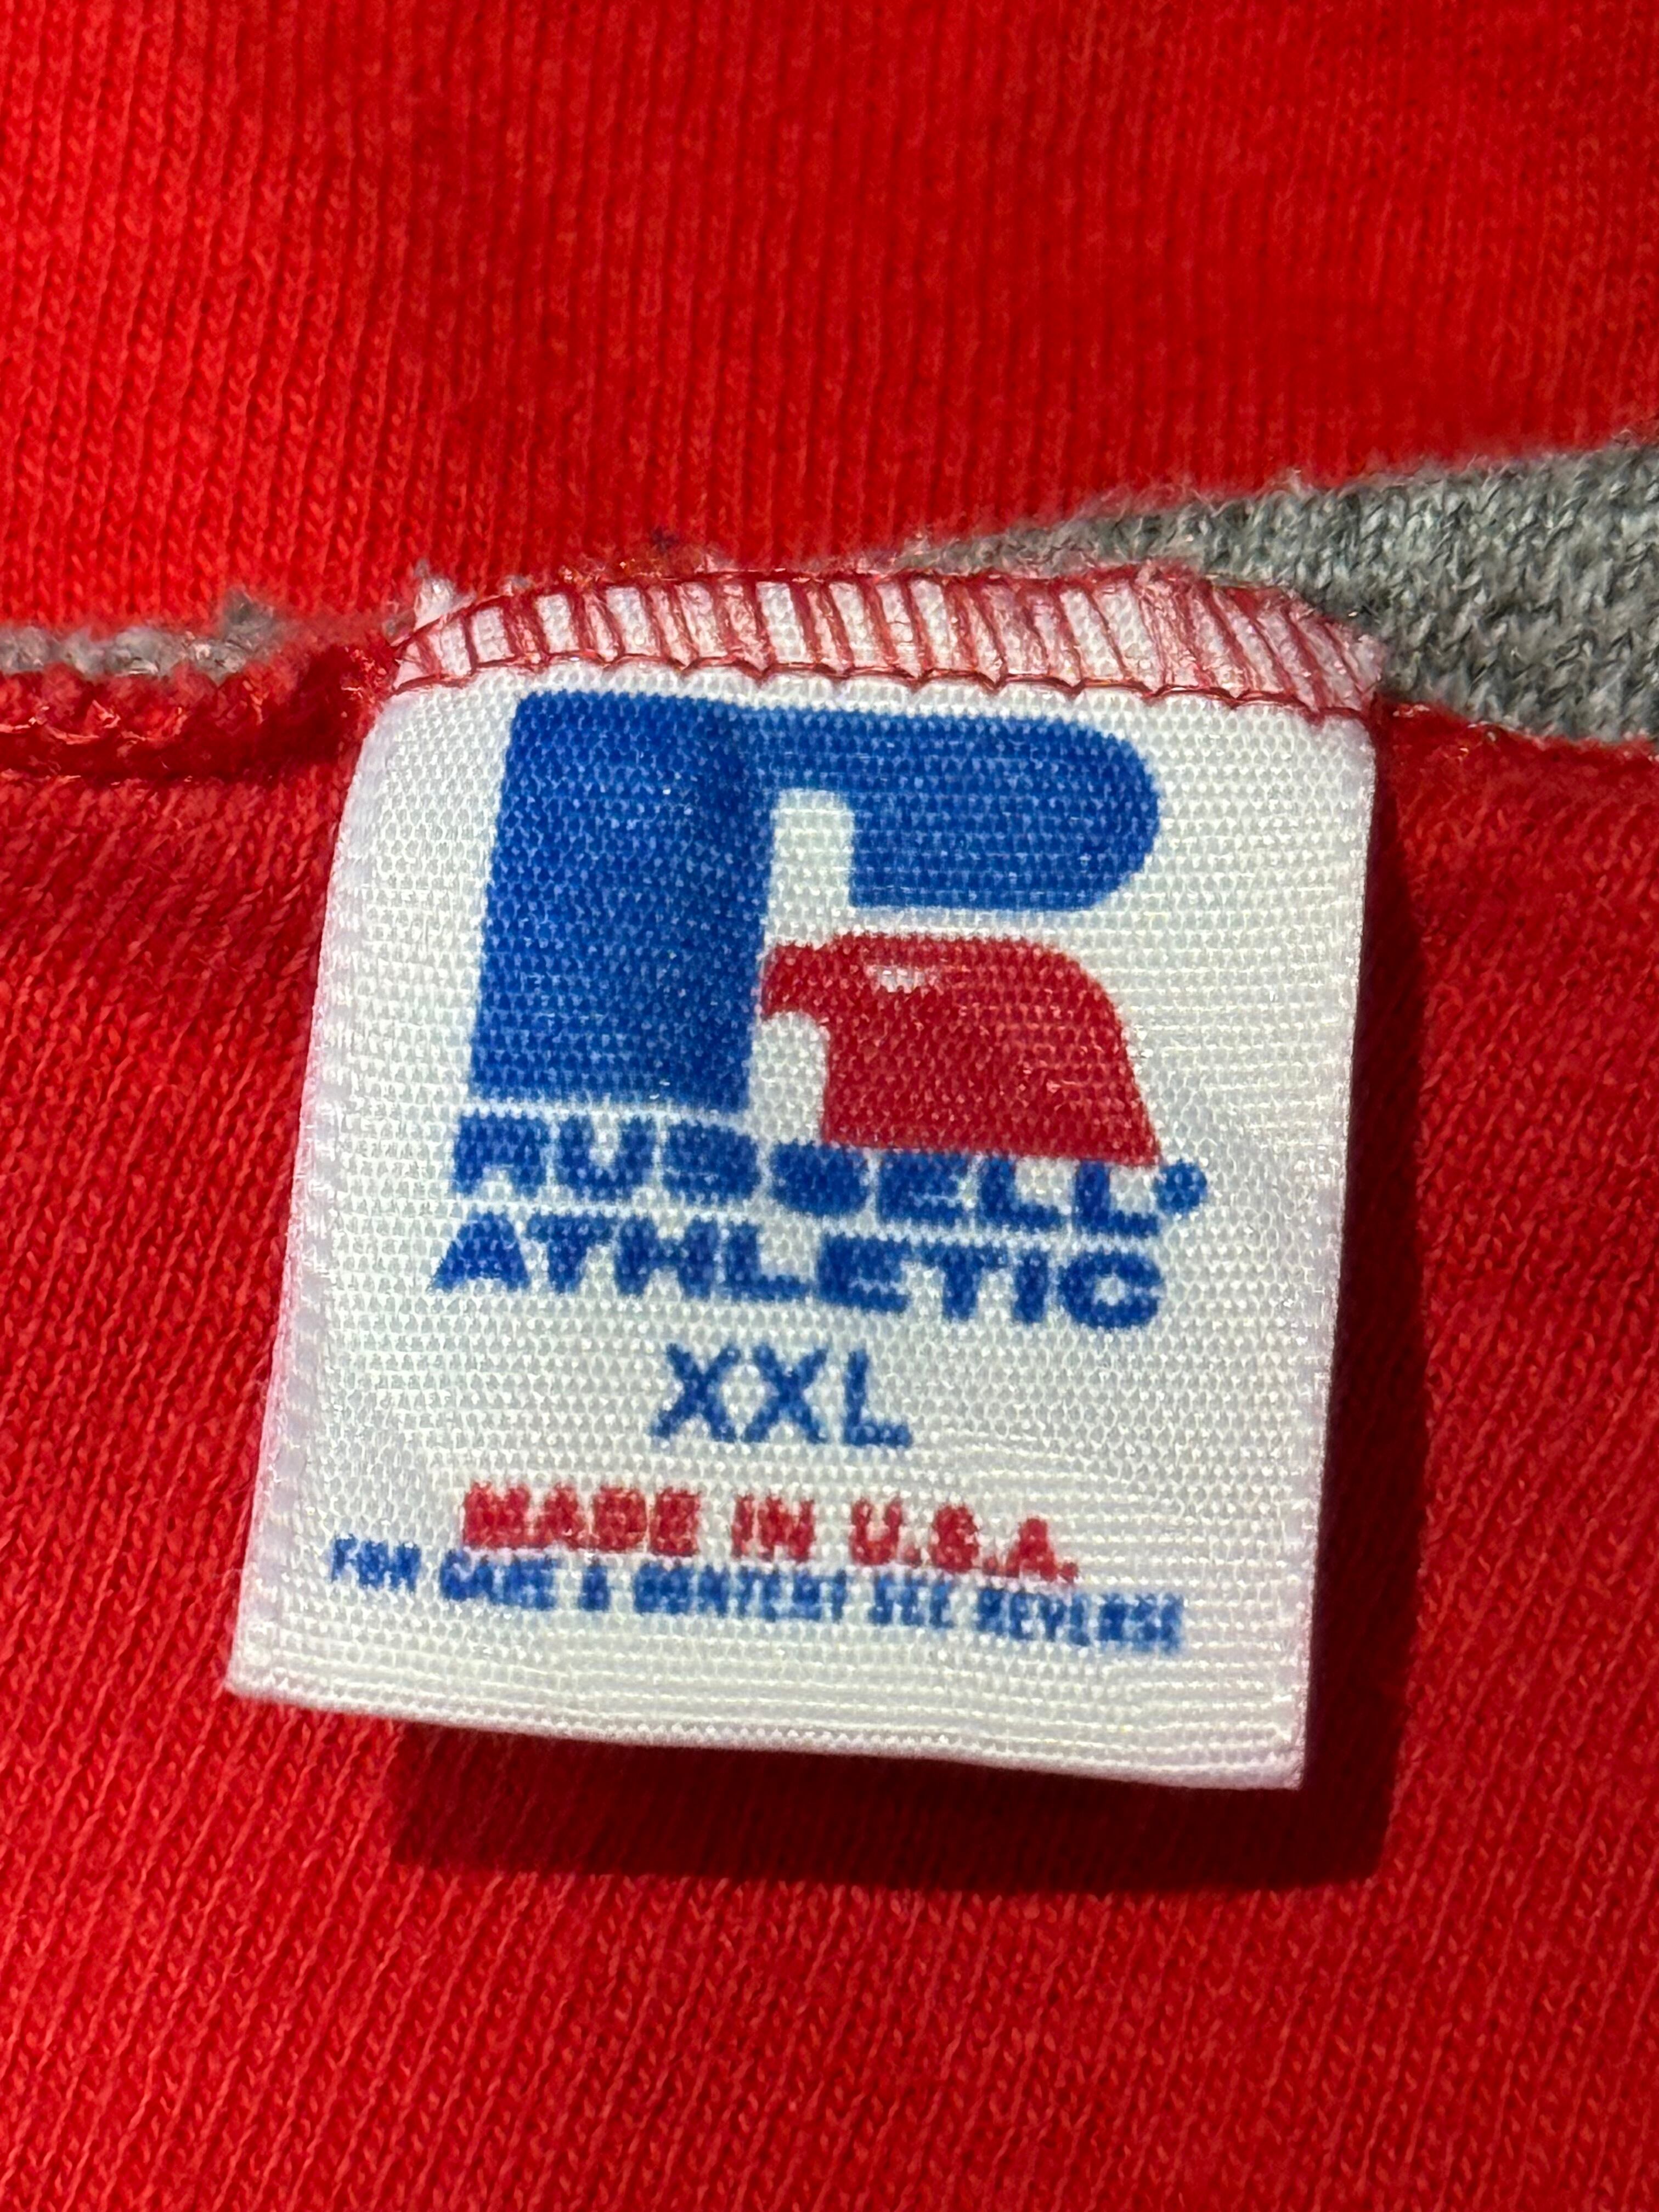 RUSSELL®
ATHLETIC
XXL
MADE IN U.S.A.
FOR CARE & CONTENT SEE REVERSE